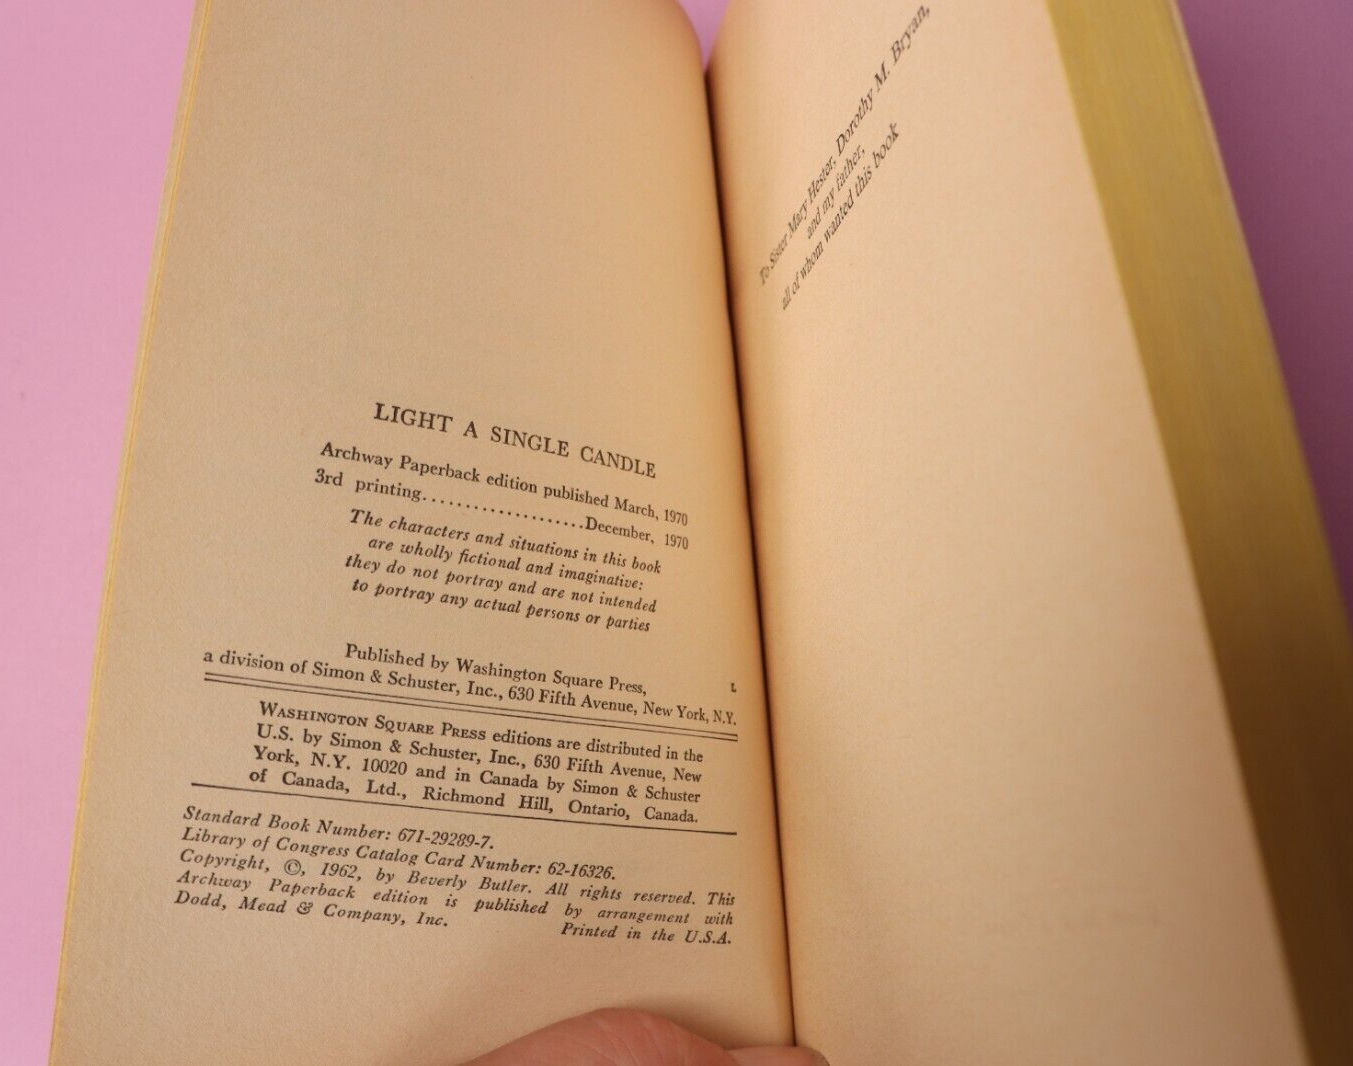 LIGHT A SINGLE CANDLE
Archway Paperback edition published March, 1970
3rd printing...................December, 1970
The characters and situations in this book
are wholly fictional and imaginative:
they do not portray and are not intended
to portray any actual persons or parties
Published by Washington Square Press,
L
a division of Simon & Schuster, Inc., 630 Fifth Avenue, New York, N.Y.
WASHINGTON SQUARE PRESS editions are distributed in the
U.S. by Simon & Schuster, Inc., 630 Fifth Avenue, New
York, N.Y. 10020 and in Canada by Simon & Schuster
of Canada, Ltd., Richmond Hill, Ontario, Canada.
Standard Book Number: 671-29289-7.
Library of Congress Catalog Card Number: 62-16326.
Copyright, ©, 1962, by Beverly Butler. All rights reserved. This
Archway Paperback edition is published by arrangement with
Dodd, Mead & Company, Inc.
Printed in the U.S.A.
To Sister Mary Hester, Dorothy M. Bryan,
and my father,
all of whom wanted this book